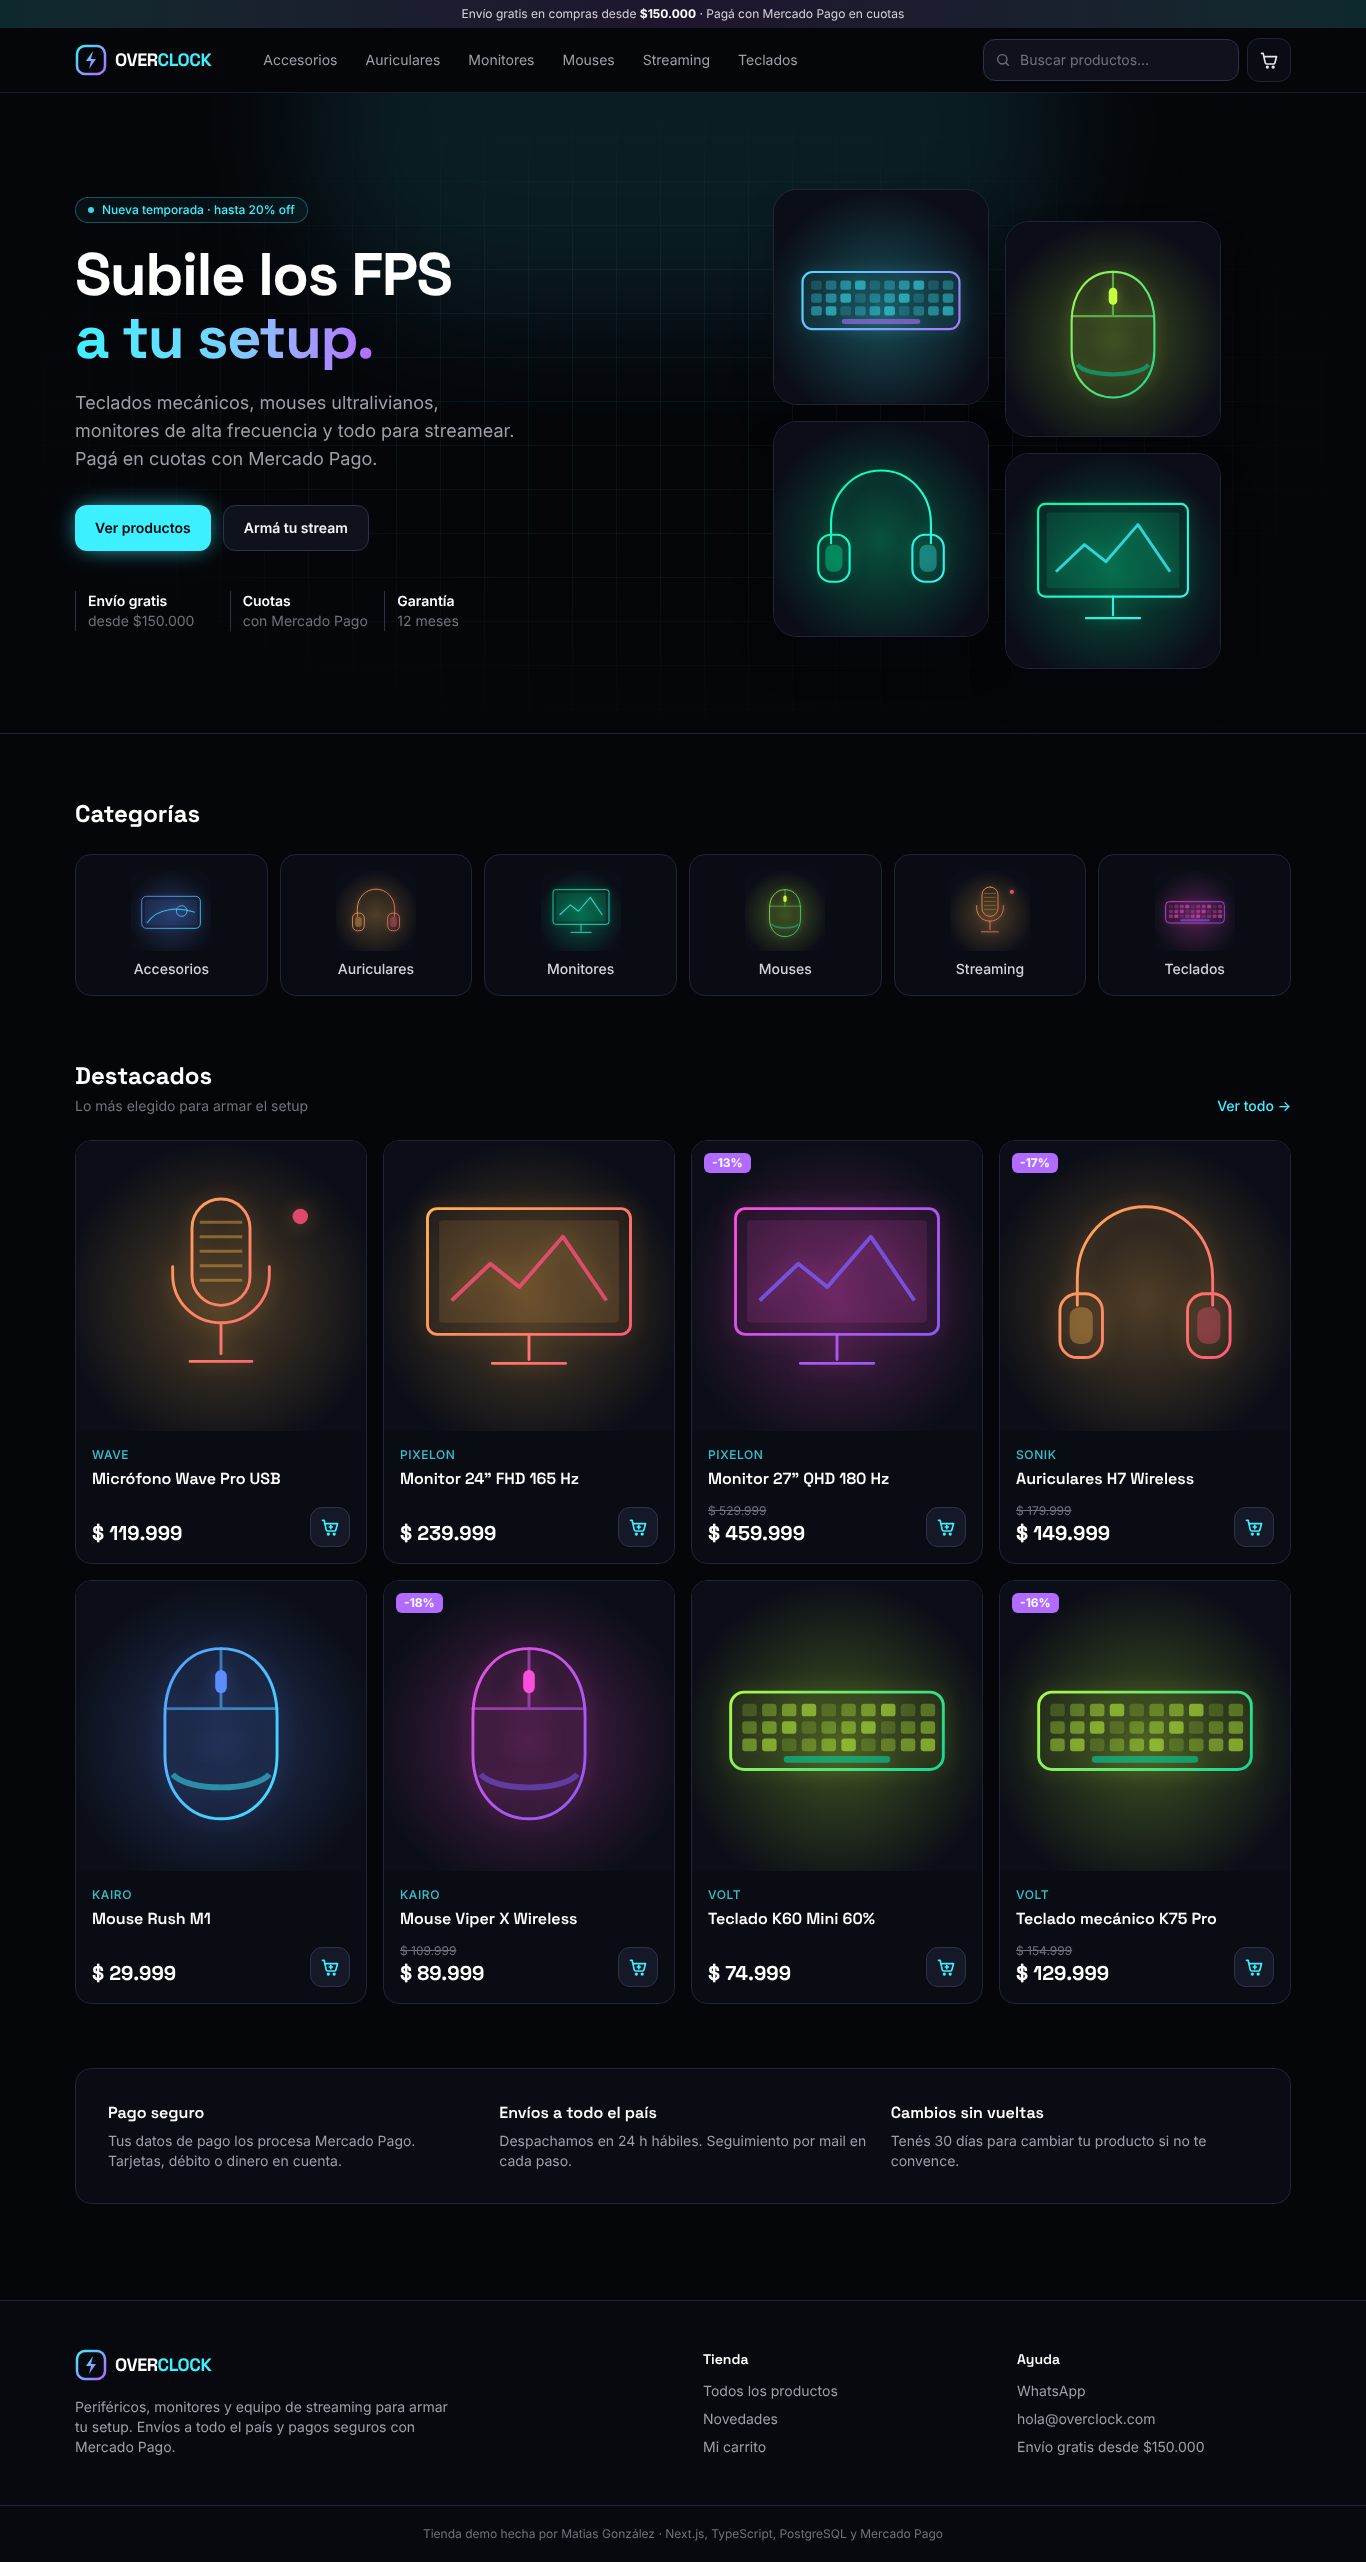 Envío gratis en compras desde $150.000 · Pagá con Mercado Pago en cuotas
OVERCLOCK
Accesorios
Auriculares
Monitores
Mouses
Streaming
Teclados
Buscar productos...
Nueva temporada · hasta 20% off
Subile los FPS
a tu setup.
Teclados mecánicos, mouses ultralivianos,
monitores de alta frecuencia y todo para streamear.
Pagá en cuotas con Mercado Pago.
Ver productos
Armá tu stream
Envío gratis
desde $150.000
Cuotas
con Mercado Pago
Garantía
12 meses
Categorías
Accesorios
Auriculares
Monitores
Mouses
Streaming
Teclados
Destacados
Lo más elegido para armar el setup
Ver todo →
WAVE
Micrófono Wave Pro USB
$ 119.999
PIXELON
Monitor 24" FHD 165 Hz
$ 239.999
-13%
PIXELON
Monitor 27" QHD 180 Hz
$ 529.999
$ 459.999
-17%
SONIK
Auriculares H7 Wireless
$ 179.999
$ 149.999
KAIRO
Mouse Rush M1
$ 29.999
-18%
KAIRO
Mouse Viper X Wireless
$ 109.999
$ 89.999
VOLT
Teclado K60 Mini 60%
$ 74.999
-16%
VOLT
Teclado mecánico K75 Pro
$ 154.999
$ 129.999
Pago seguro
Tus datos de pago los procesa Mercado Pago.
Tarjetas, débito o dinero en cuenta.
Envíos a todo el país
Despachamos en 24 h hábiles. Seguimiento por mail en
cada paso.
Cambios sin vueltas
Tenés 30 días para cambiar tu producto si no te
convence.
OVERCLOCK
Periféricos, monitores y equipo de streaming para armar
tu setup. Envíos a todo el país y pagos seguros con
Mercado Pago.
Tienda
Todos los productos
Novedades
Mi carrito
Ayuda
WhatsApp
hola@overclock.com
Envío gratis desde $150.000
Tienda demo hecha por Matias González · Next.js, TypeScript, PostgreSQL y Mercado Pago